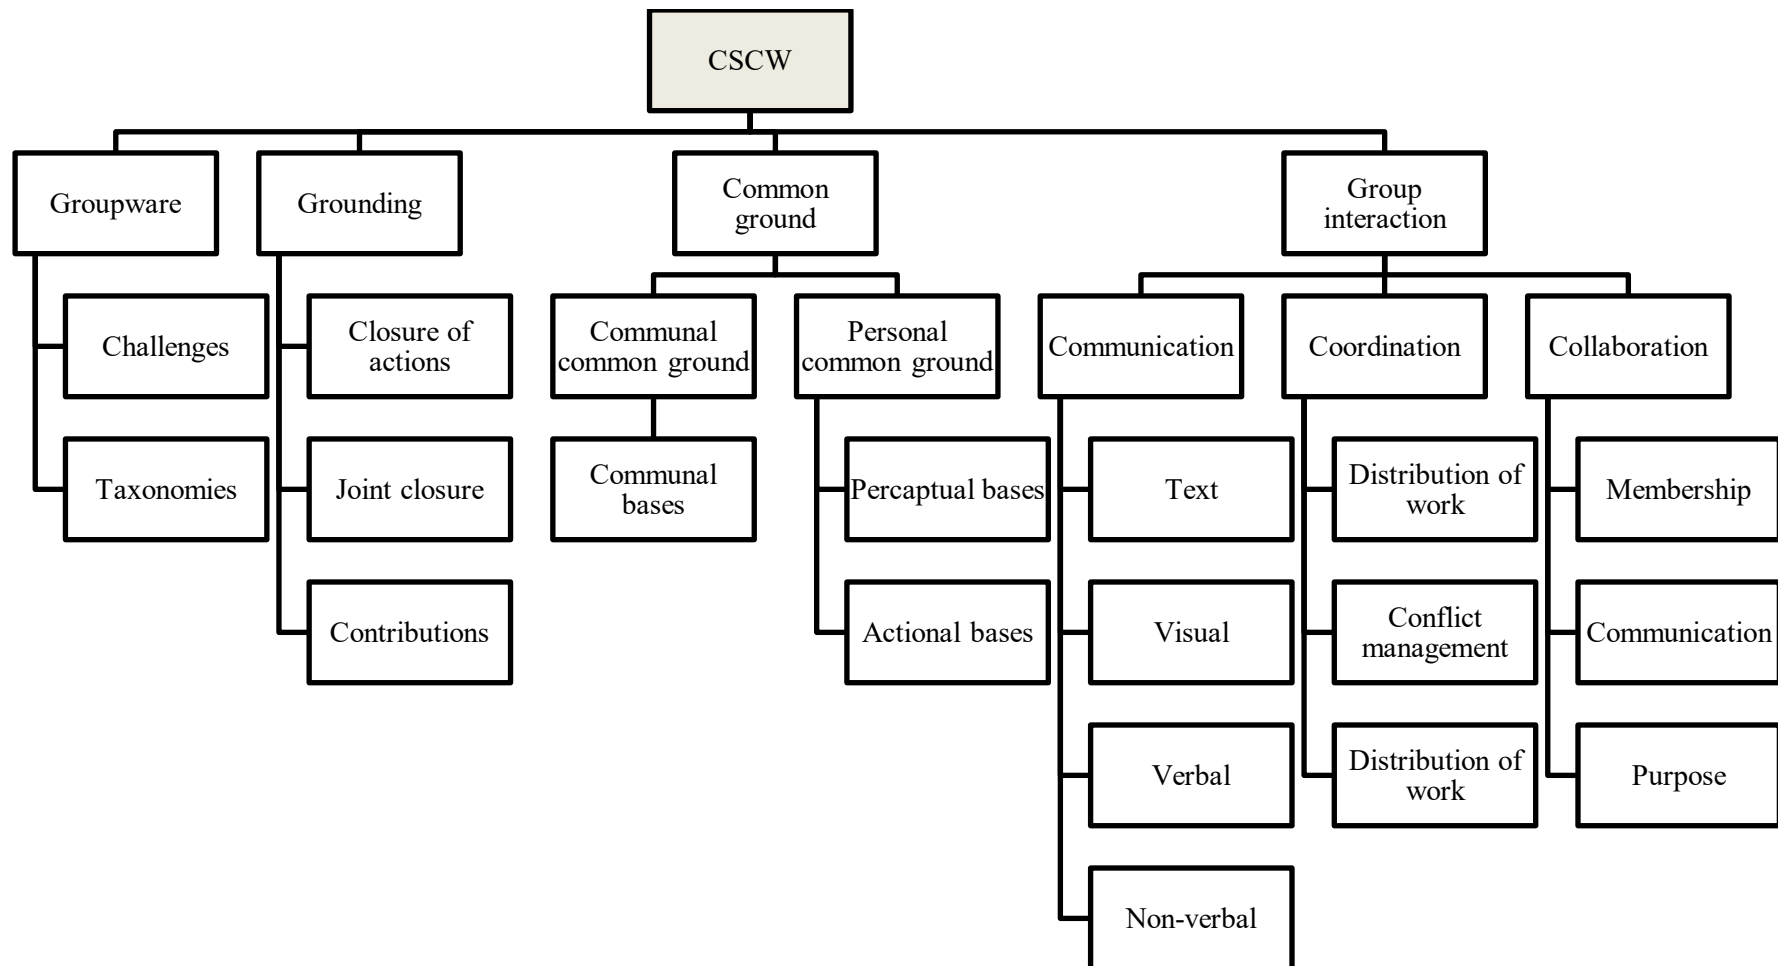 CSCW
Groupware
Grounding
Common
ground
Group
interaction
Challenges
Closure of
actions
Communal
common ground
Personal
common ground
Communication
Coordination
Collaboration
Taxonomies
Joint closure
Communal
bases
Percaptual bases
Text
Distribution of
work
Membership
Contributions
Actional bases
Visual
Conflict
management
Communication
Verbal
Distribution of
work
Purpose
Non-verbal